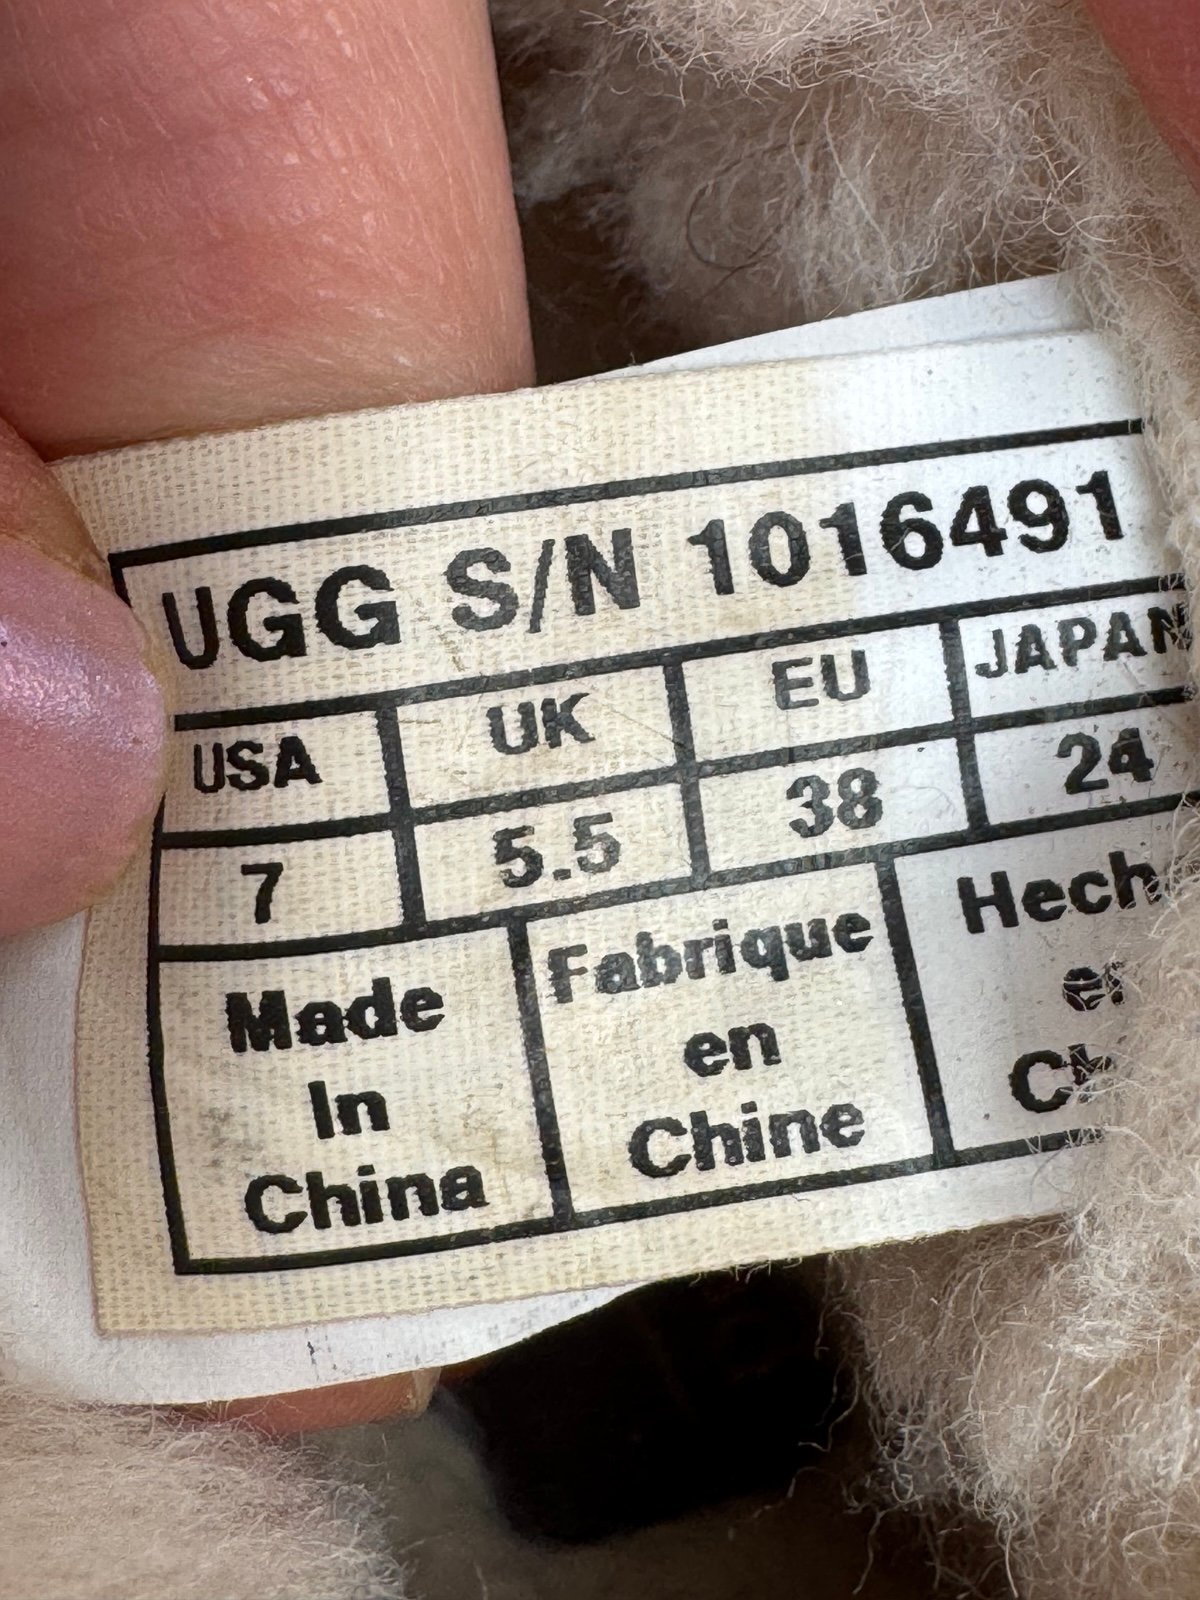 UGG S/N 1016491
USA UK EU JAPAN
7 5.5 38 24
Made Fabrique
In en
China Chine